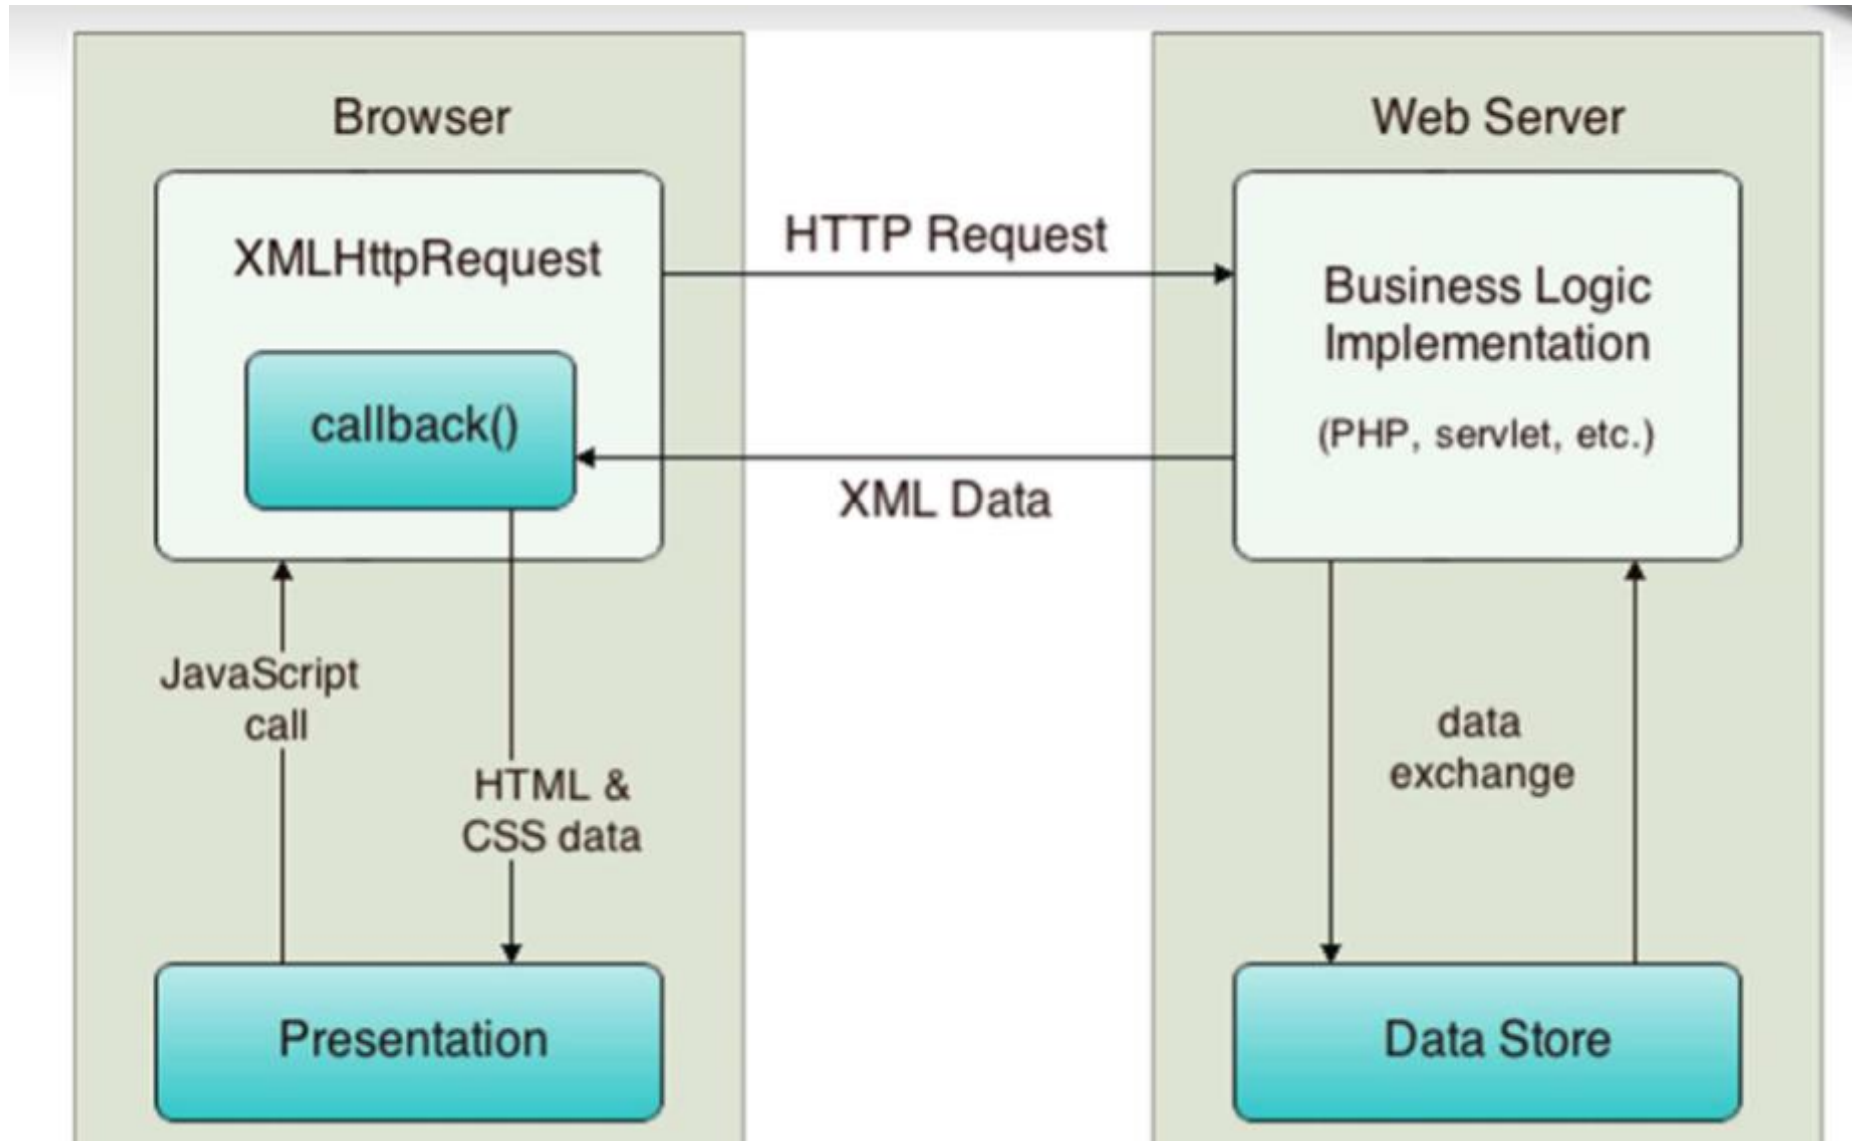 Browser
XMLHttpRequest
callback()
JavaScript
call
HTML &
CSS data
Presentation
HTTP Request
XML Data
Web Server
Business Logic
Implementation
(PHP, servlet, etc.)
data
exchange
Data Store